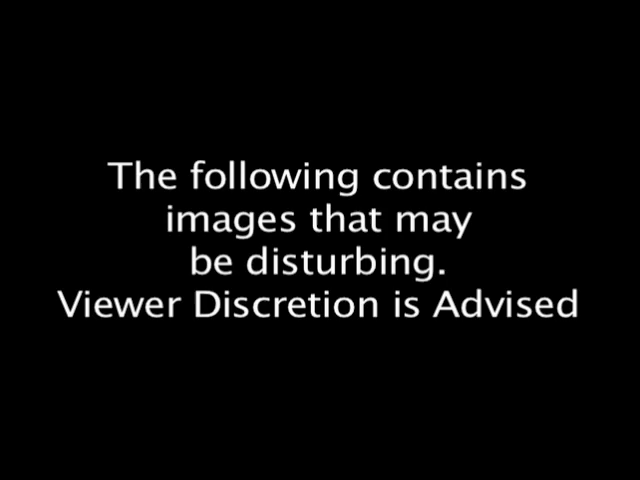 The following contains
images that may
be disturbing.
Viewer Discretion is Advised